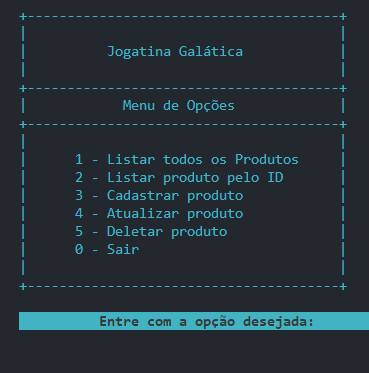 Jogatina Galática
Menu de Opções
1 - Listar todos os Produtos
2 - Listar produto pelo ID
3 - Cadastrar produto
4 - Atualizar produto
5 - Deletar produto
0 - Sair
Entre com a opção desejada: